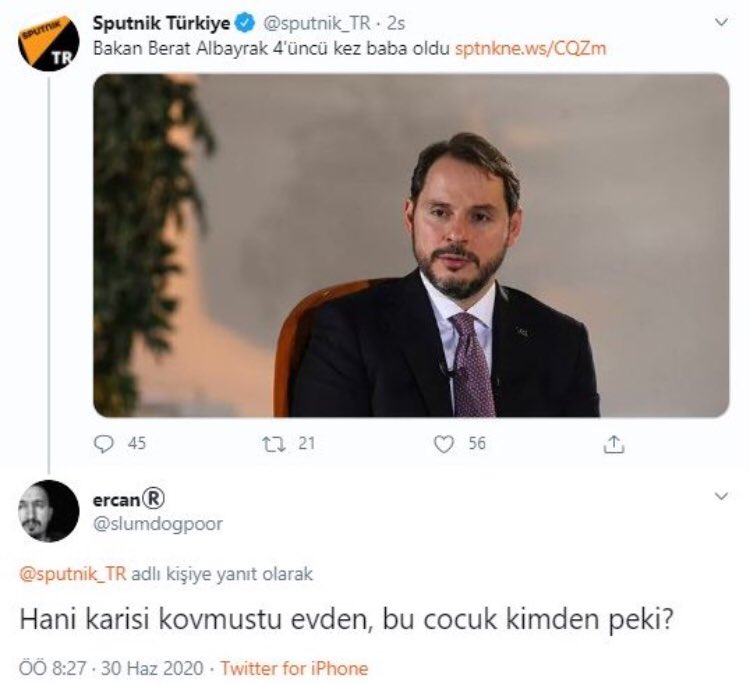 SPUTNIK
TR
Sputnik Türkiye @sputnik_TR · 2s
Bakan Berat Albayrak 4'üncü kez baba oldu sptnkne.ws/CQZm
45 21 56
ercan®
@slumdogpoor
@sputnik_TR adlı kişiye yanıt olarak
Hani karisi kovmustu evden, bu cocuk kimden peki?
ÖÖ 8:27 · 30 Haz 2020 · Twitter for iPhone